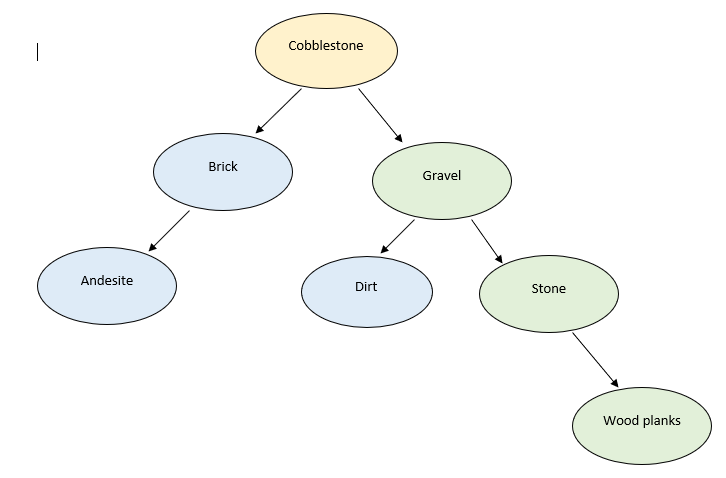 Cobblestone
Brick
Gravel
Andesite
Dirt
Stone
Wood planks